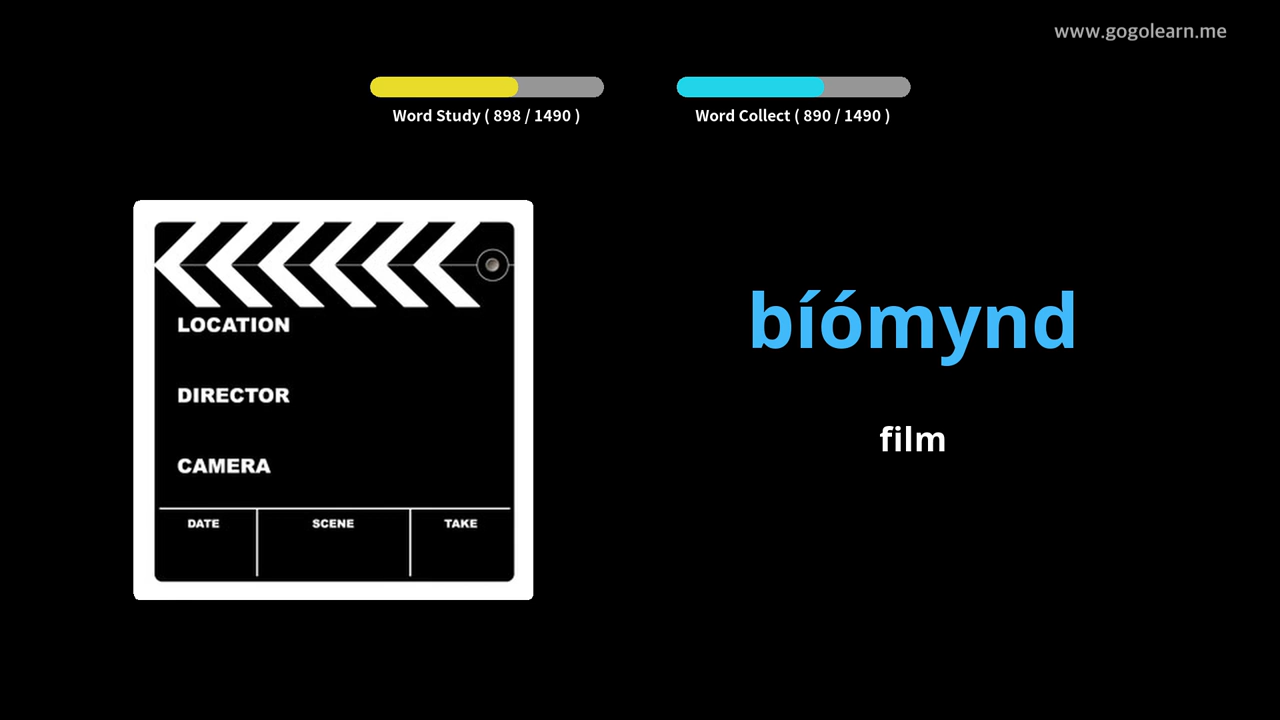 www.gogolearn.me
Word Study ( 898 / 1490 )
Word Collect ( 890 / 1490 )
LOCATION
DIRECTOR
CAMERA
DATE
SCENE
TAKE
bíómynd
film